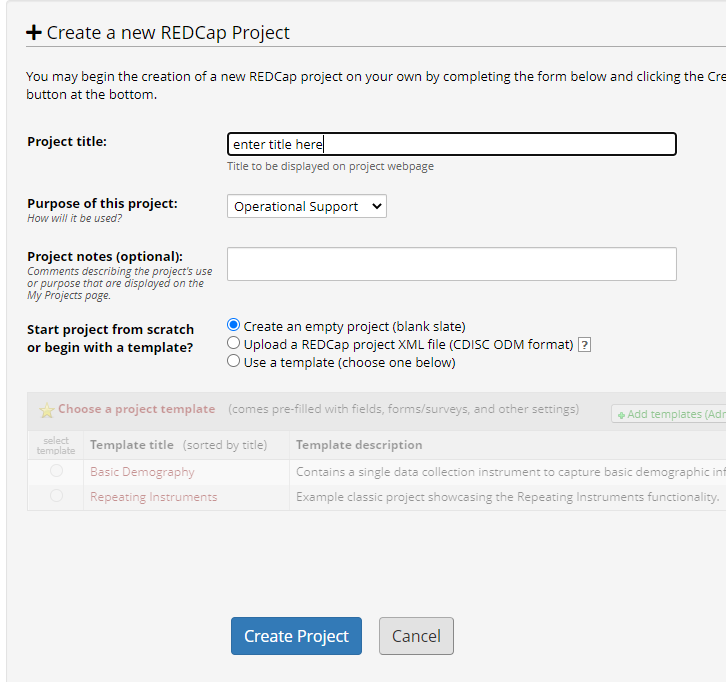 Create a new REDCap Project
You may begin the creation of a new REDCap project on your own by completing the form below and clicking the Cre
button at the bottom.
Project title:
enter title here
Title to be displayed on project webpage
Purpose of this project:
How will it be used?
Operational Support
Project notes (optional):
Comments describing the project's use
or purpose that are displayed on the
My Projects page.
Start project from scratch
or begin with a template?
Create an empty project (blank slate)
Upload a REDCap project XML file (CDISC ODM format) ?
Use a template (choose one below)
Choose a project template (comes pre-filled with fields, forms/surveys, and other settings) Add templates (Adm
select
template
Template title (sorted by title) Template description
Basic Demography Contains a single data collection instrument to capture basic demographic inf
Repeating Instruments Example classic project showcasing the Repeating Instruments functionality.
Create Project Cancel